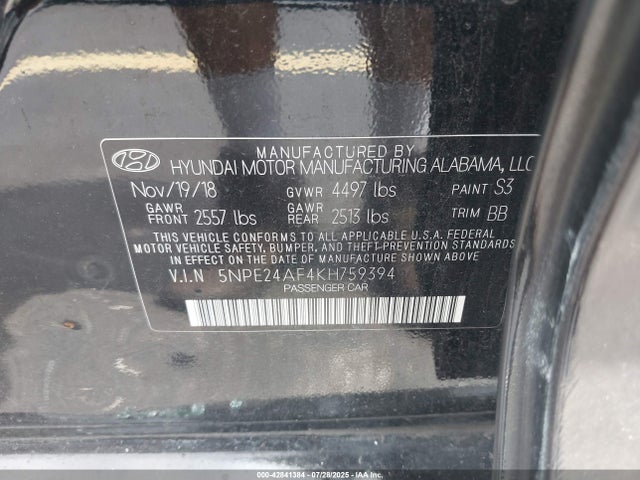 MANUFACTURED BY
HYUNDAI MOTOR MANUFACTURING ALABAMA, LLC
Nov/19/18 GVWR 4497 lbs PAINT S3
GAWR FRONT 2557 lbs GAWR REAR 2513 lbs TRIM BB
THIS VEHICLE CONFORMS TO ALL APPLICABLE U.S.A. FEDERAL
MOTOR VEHICLE SAFETY, BUMPER, AND THEFT PREVENTION STANDARDS
IN EFFECT ON THE DATE OF MANUFACTURE SHOWN ABOVE.
V.I.N 5NPE24AF4KH759394
PASSENGER CAR
000-42841384 - 07/28/2025 - IAAI.COM